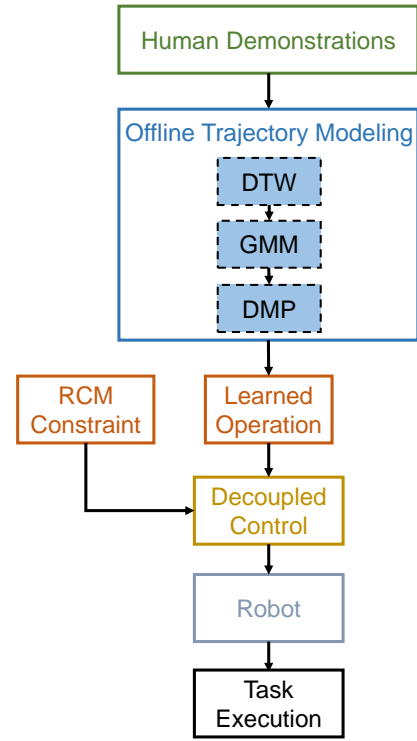 Human Demonstrations
Offline Trajectory Modeling
DTW
GMM
DMP
RCM
Constraint
Learned
Operation
Decoupled
Control
Robot
Task
Execution